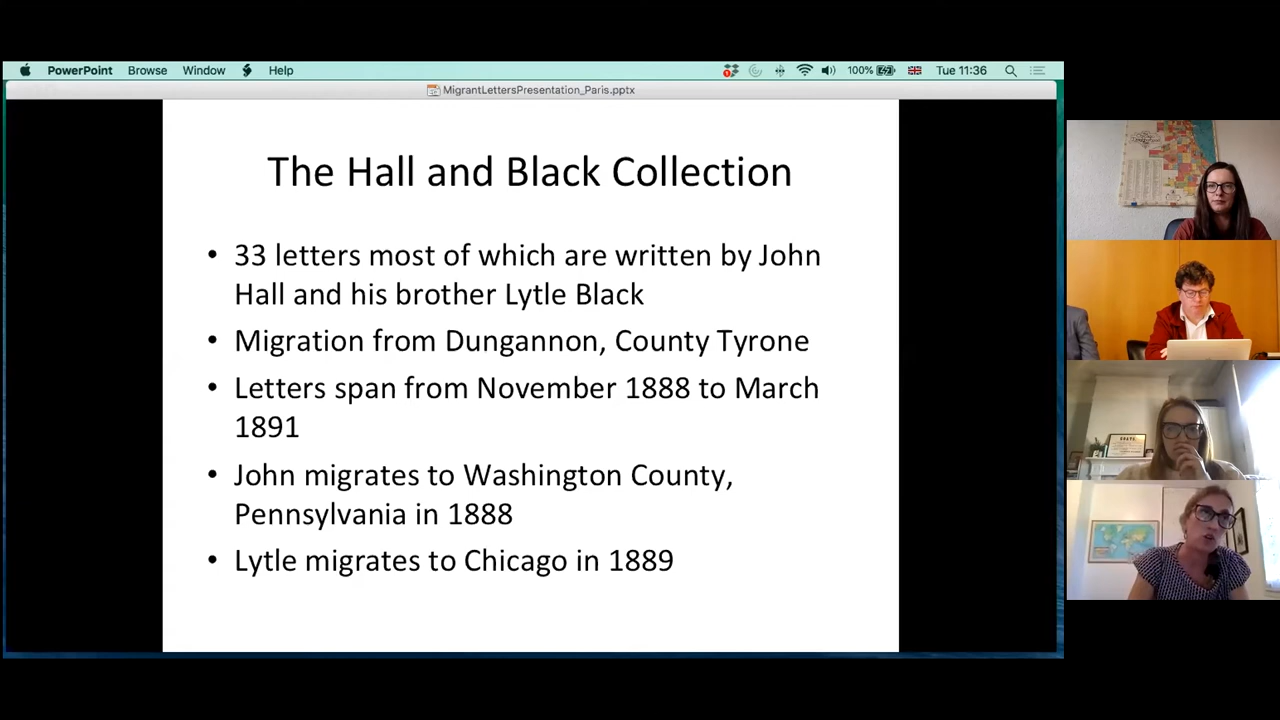 PowerPoint Browse Window Help 100% Tue 11:36
MigrantLettersPresentation_Paris.pptx
The Hall and Black Collection
• 33 letters most of which are written by John
Hall and his brother Lytle Black
• Migration from Dungannon, County Tyrone
• Letters span from November 1888 to March
1891
• John migrates to Washington County,
Pennsylvania in 1888
• Lytle migrates to Chicago in 1889